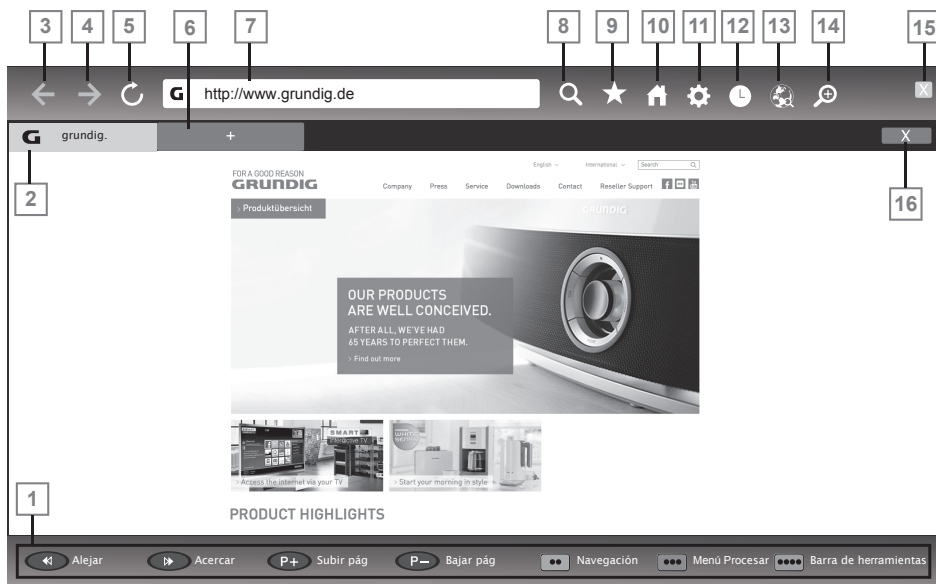 3 4 5 6 7 8 9 10 11 12 13 14 15
G http://www.grundig.de X
G grundig. + X
2 16
English International Search
FOR A GOOD REASON
GRUNDIG
Company Press Service Downloads Contact Reseller Support
> Produktübersicht
GRUNDIG
OUR PRODUCTS
ARE WELL CONCEIVED.
AFTER ALL, WE'VE HAD
65 YEARS TO PERFECT THEM.
> Find out more
SMART
Interactive TV
> Access the internet via your TV
> Start your morning in style
PRODUCT HIGHLIGHTS
1
Alejar Acercar P+ Subir pág P− Bajar pág Navegación Menú Procesar Barra de herramientas